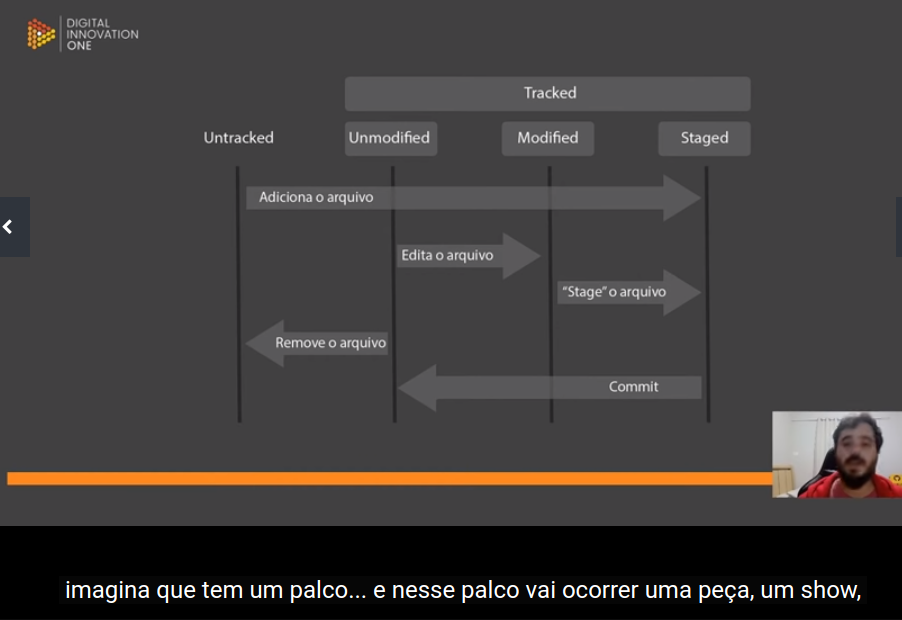 DIGITAL
INNOVATION
ONE
Tracked
Untracked
Unmodified
Modified
Staged
Adiciona o arquivo
Edita o arquivo
“Stage” o arquivo
Remove o arquivo
Commit
imagina que tem um palco... e nesse palco vai ocorrer uma peça, um show,